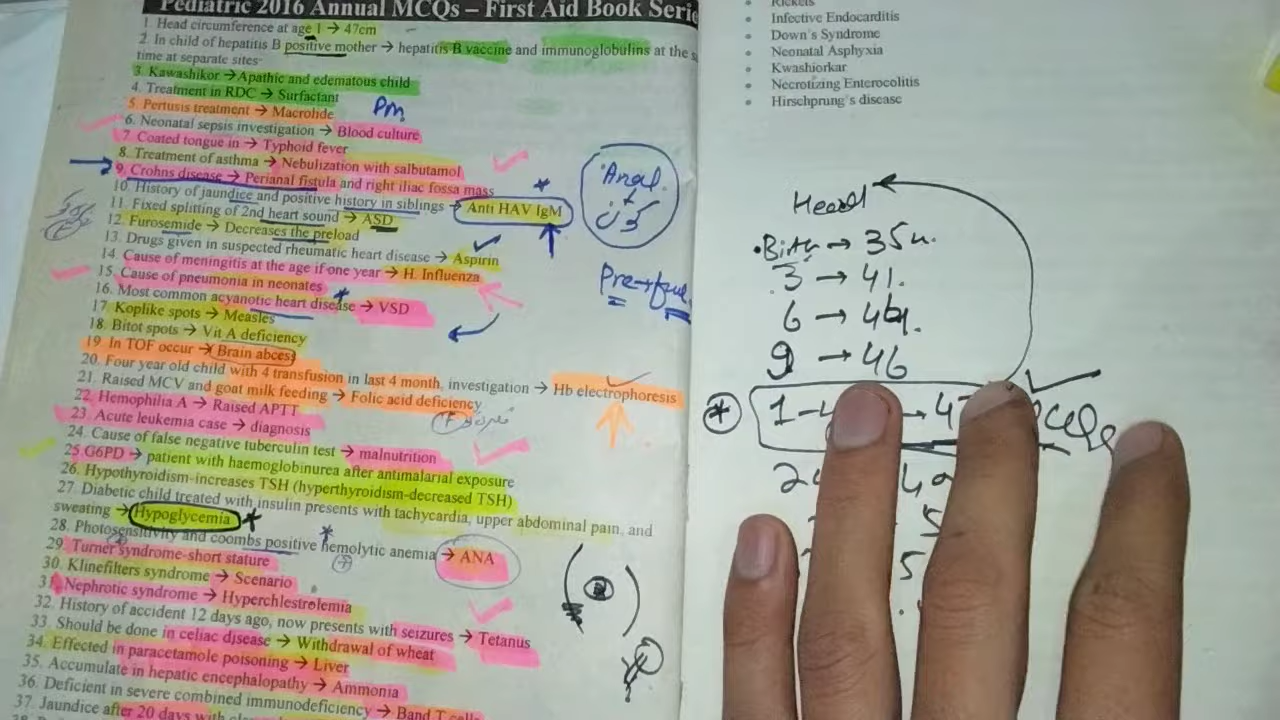 Pediatric 2016 Annual MCQs – First Aid Book Serie
1. Head circumference at age 1 → 47cm
2. In child of hepatitis B positive mother → hepatitis B vaccine and immunoglobulins at the s
time at separate sites
3. Kawashikor → Apathic and edematous child
4. Treatment in RDC → Surfactant
5. Pertusis treatment → Macrolide
6. Neonatal sepsis investigation → Blood culture
7. Coated tongue in → Typhoid fever
8. Treatment of asthma → Nebulization with salbutamol
9. Crohns disease → Perianal fistula and right iliac fossa mass
10. History of jaundice and positive history in siblings → Anti HAV IgM
11. Fixed splitting of 2nd heart sound → ASD
12. Furosemide → Decreases the preload
13. Drugs given in suspected rheumatic heart disease → Aspirin
14. Cause of meningitis at the age if one year → H. Influenza
15. Cause of pneumonia in neonates
16. Most common acyanotic heart disease → VSD
17 Koplike spots → Measles
18. Bitot spots → Vit A deficiency
19. In TOF occur → Brain abcess
20. Four year old child with 4 transfusion in last 4 month, investigation → Hb electrophoresis
21. Raised MCV and goat milk feeding → Folic acid deficiency
22. Hemophilia A → Raised APTT
23. Acute leukemia case → diagnosis
24. Cause of false negative tuberculin test → malnutrition
25 G6PD → patient with haemoglobinurea after antimalarial exposure
26. Hypothyroidism-increases TSH (hyperthyroidism-decreased TSH)
27. Diabetic child treated with insulin presents with tachycardia, upper abdominal pain, and
sweating → Hypoglycemia
28. Photosensitivity and coombs positive hemolytic anemia → ANA
29 Turner syndrome-short stature
30. Klinefilters syndrome → Scenario
31. Nephrotic syndrome → Hyperchlestrolemia
32. History of accident 12 days ago, now presents with seizures → Tetanus
33. Should be done in celiac disease → Withdrawal of wheat
34. Effected in paracetamole poisoning → Liver
35. Accumulate in hepatic encephalopathy → Ammonia
36. Deficient in severe combined immunodeficiency → B and T cells
37. Jaundice after 20 days with
Pm
Anal
+
Pre→
Rickets
Infective Endocarditis
Down's Syndrome
Neonatal Asphyxia
Kwashiorkar
Necrotizing Enterocolitis
Hirschprung's disease
Head
Birth → 35
3 → 41.
6 → 44.
9 → 46
1 → 4